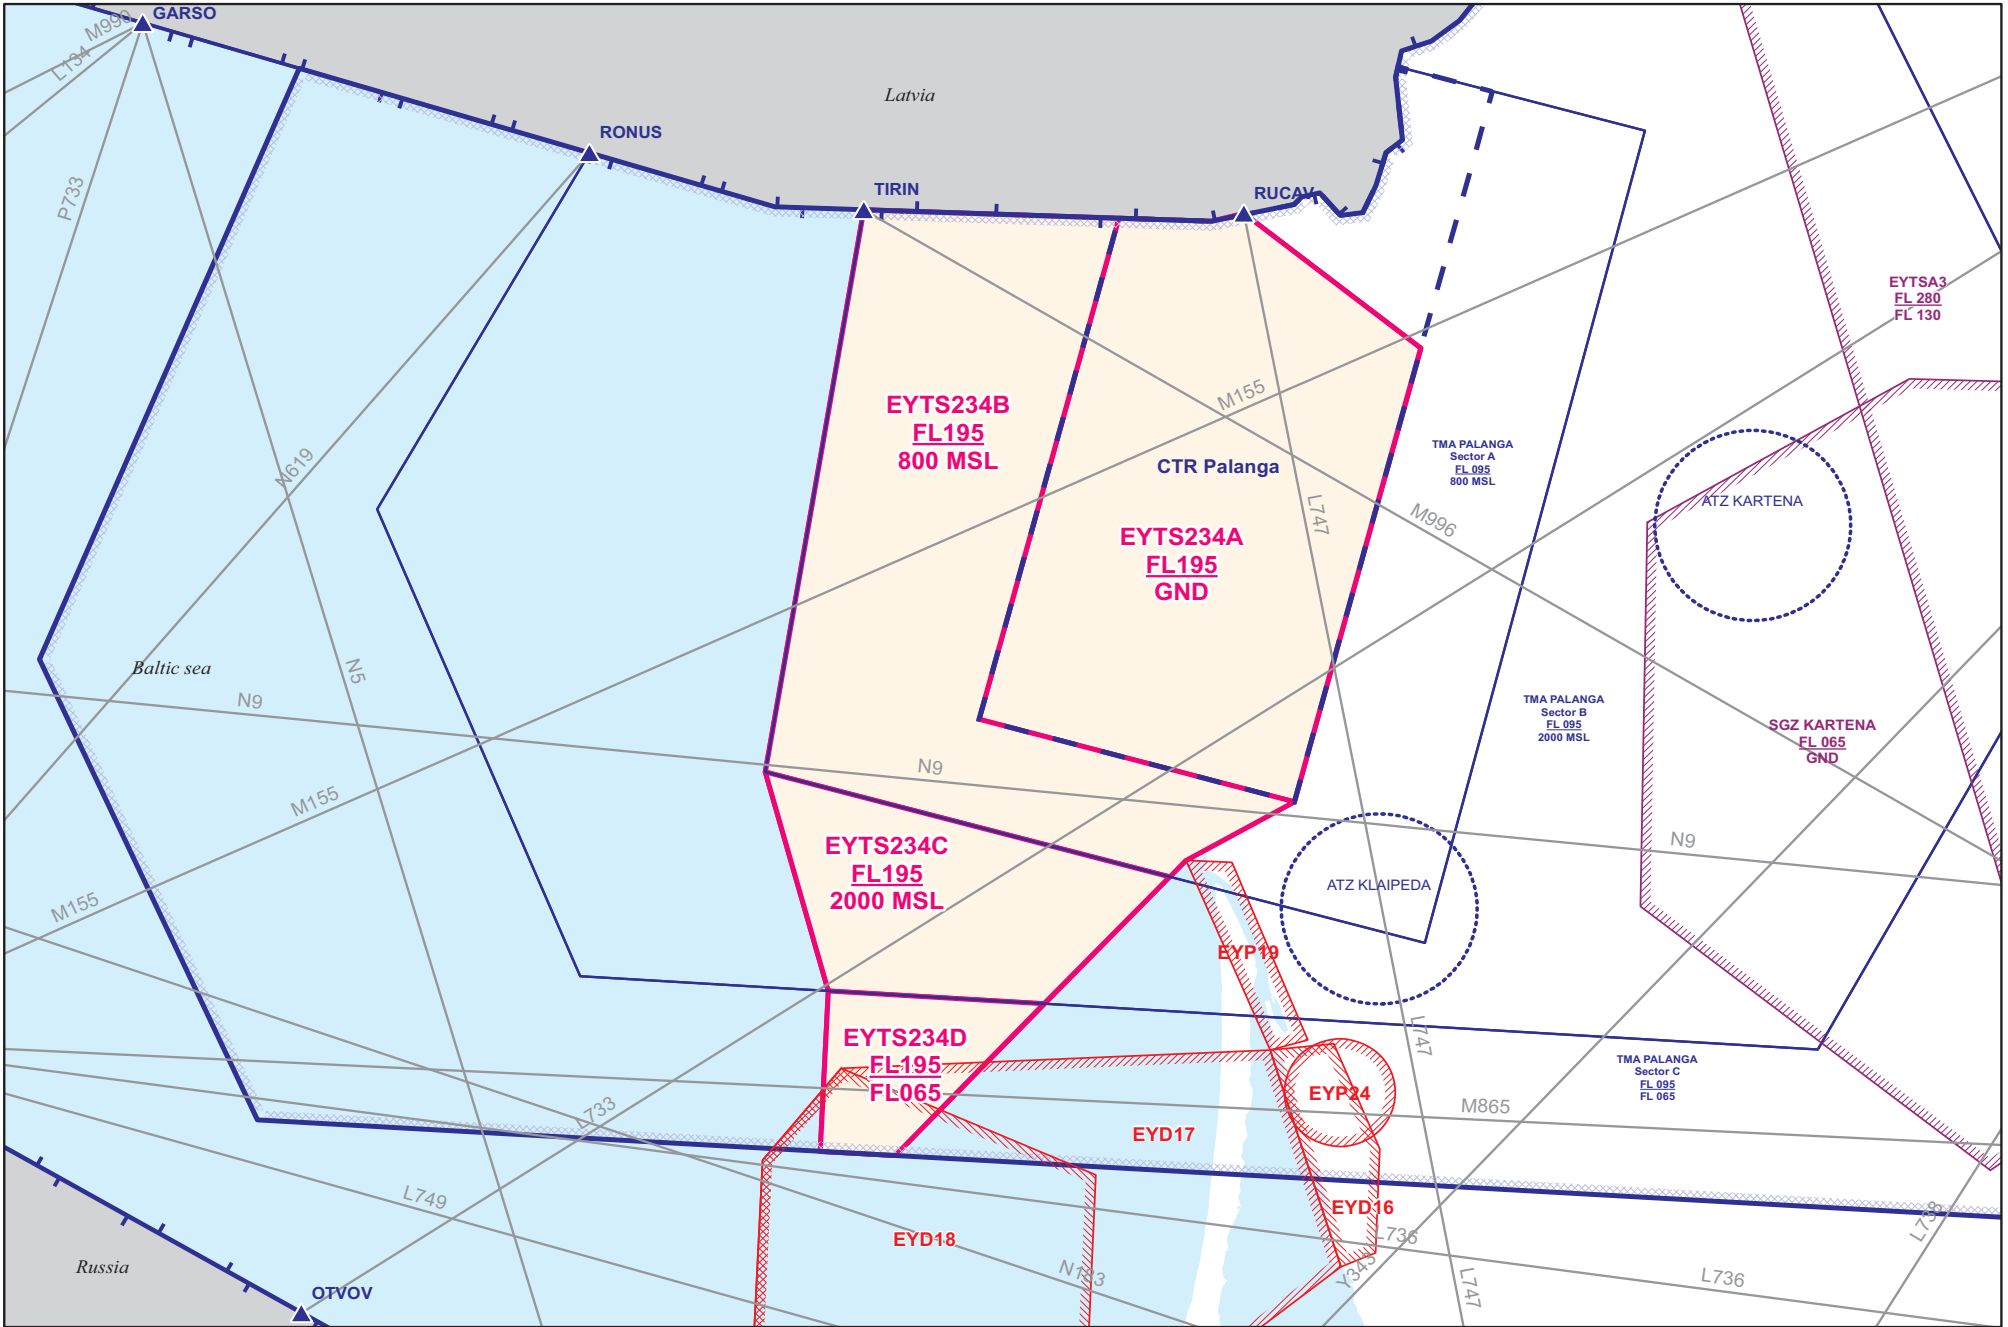 GARSO
M990
L134
Latvia
RONUS
P733
TIRIN
RUCAV
EYTSA3
FL 280
FL 130
EYTS234B
FL195
800 MSL
M155
CTR Palanga
TMA PALANGA
Sector A
FL 095
800 MSL
N619
L747
M996
ATZ KARTENA
EYTS234A
FL195
GND
Baltic sea
N5
N9
TMA PALANGA
Sector B
FL 095
2000 MSL
SGZ KARTENA
FL 065
GND
N9
M155
N9
EYTS234C
FL195
2000 MSL
ATZ KLAIPEDA
M155
EYP19
EYTS234D
FL195
FL065
L747
TMA PALANGA
Sector C
FL 095
FL 065
EYP24
M865
L733
EYD17
L749
EYD16
EYD18
L736
L738
Russia
N183
Y345
L747
L736
OTVOV